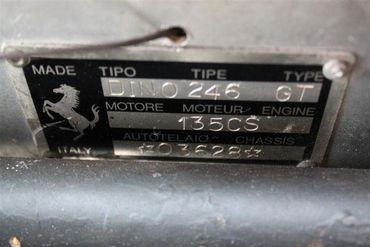 MADE TIPO TIPE TYPE
DINO 246 GT
MOTORE MOTEUR ENGINE
135CS
AUTOTELAIO CHASSIS
ITALY ☆03628☆